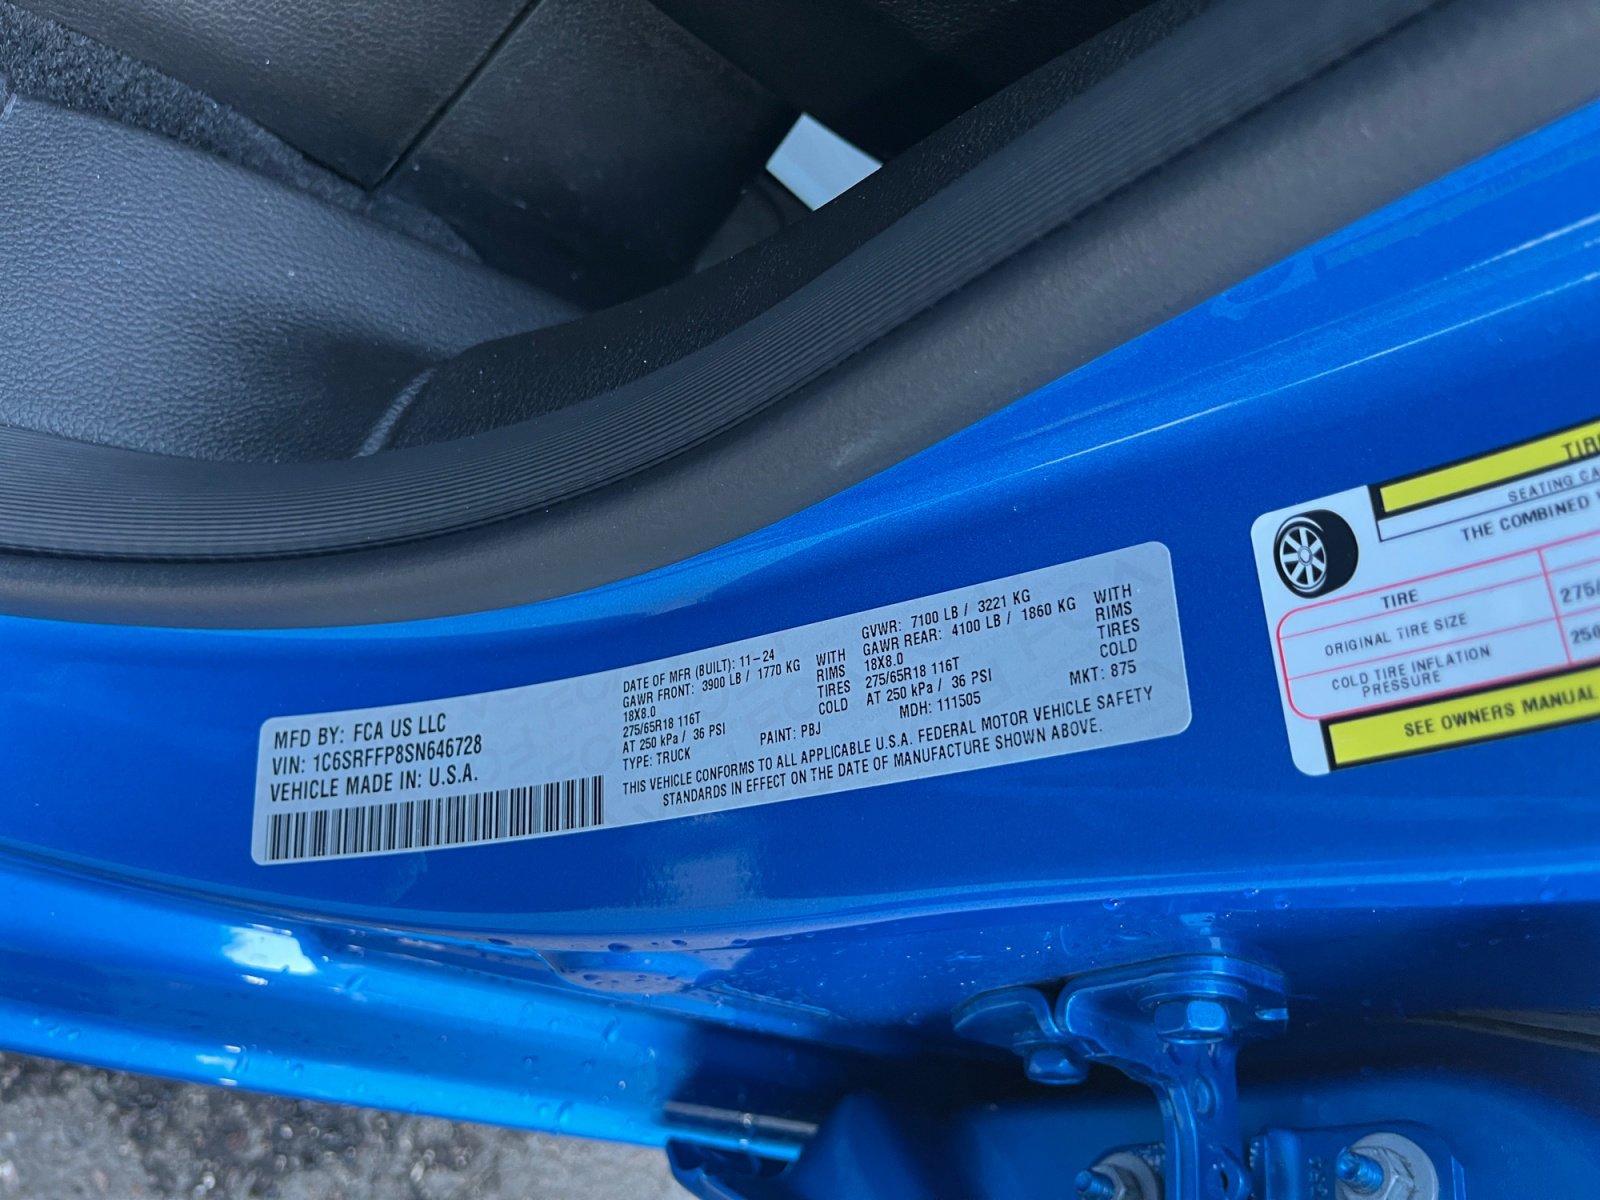 MFD BY: FCA US LLC
VIN: 1C6SRFFP8SN646728
VEHICLE MADE IN: U.S.A.
DATE OF MFR (BUILT): 11-24
GAWR FRONT: 3900 LB / 1770 KG WITH
18X8.0 RIMS
275/65R18 116T TIRES
AT 250 kPa / 36 PSI COLD
TYPE: TRUCK PAINT: PBJ
GVWR: 7100 LB / 3221 KG
GAWR REAR: 4100 LB / 1860 KG WITH
18X8.0 RIMS
275/65R18 116T TIRES
AT 250 kPa / 36 PSI COLD
MDH: 111505 MKT: 875
THIS VEHICLE CONFORMS TO ALL APPLICABLE U.S.A. FEDERAL MOTOR VEHICLE SAFETY
STANDARDS IN EFFECT ON THE DATE OF MANUFACTURE SHOWN ABOVE.
SEATING
THE COMBINED
TIRE
ORIGINAL TIRE SIZE 275/
COLD TIRE INFLATION
PRESSURE 250
SEE OWNERS MANUAL